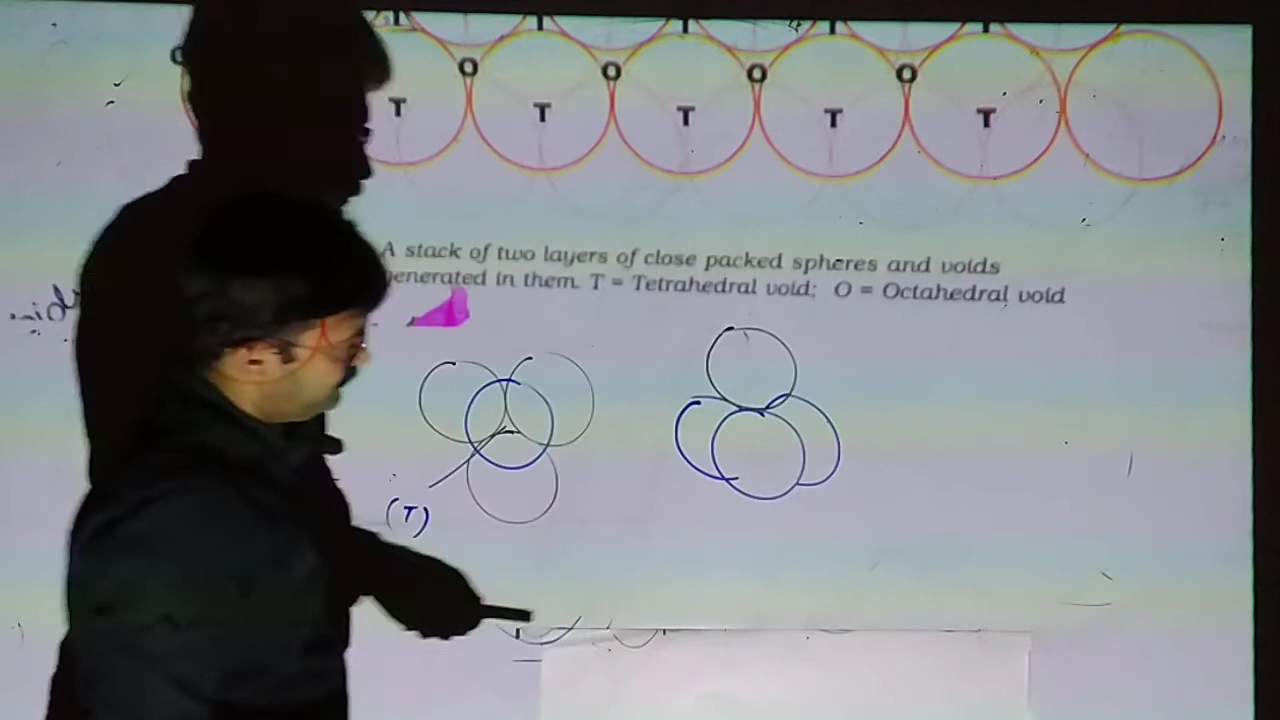 T T T T T
O O O O O
T T T T T
A stack of two layers of close packed spheres and voids
generated in them. T = Tetrahedral void; O = Octahedral void
(T)